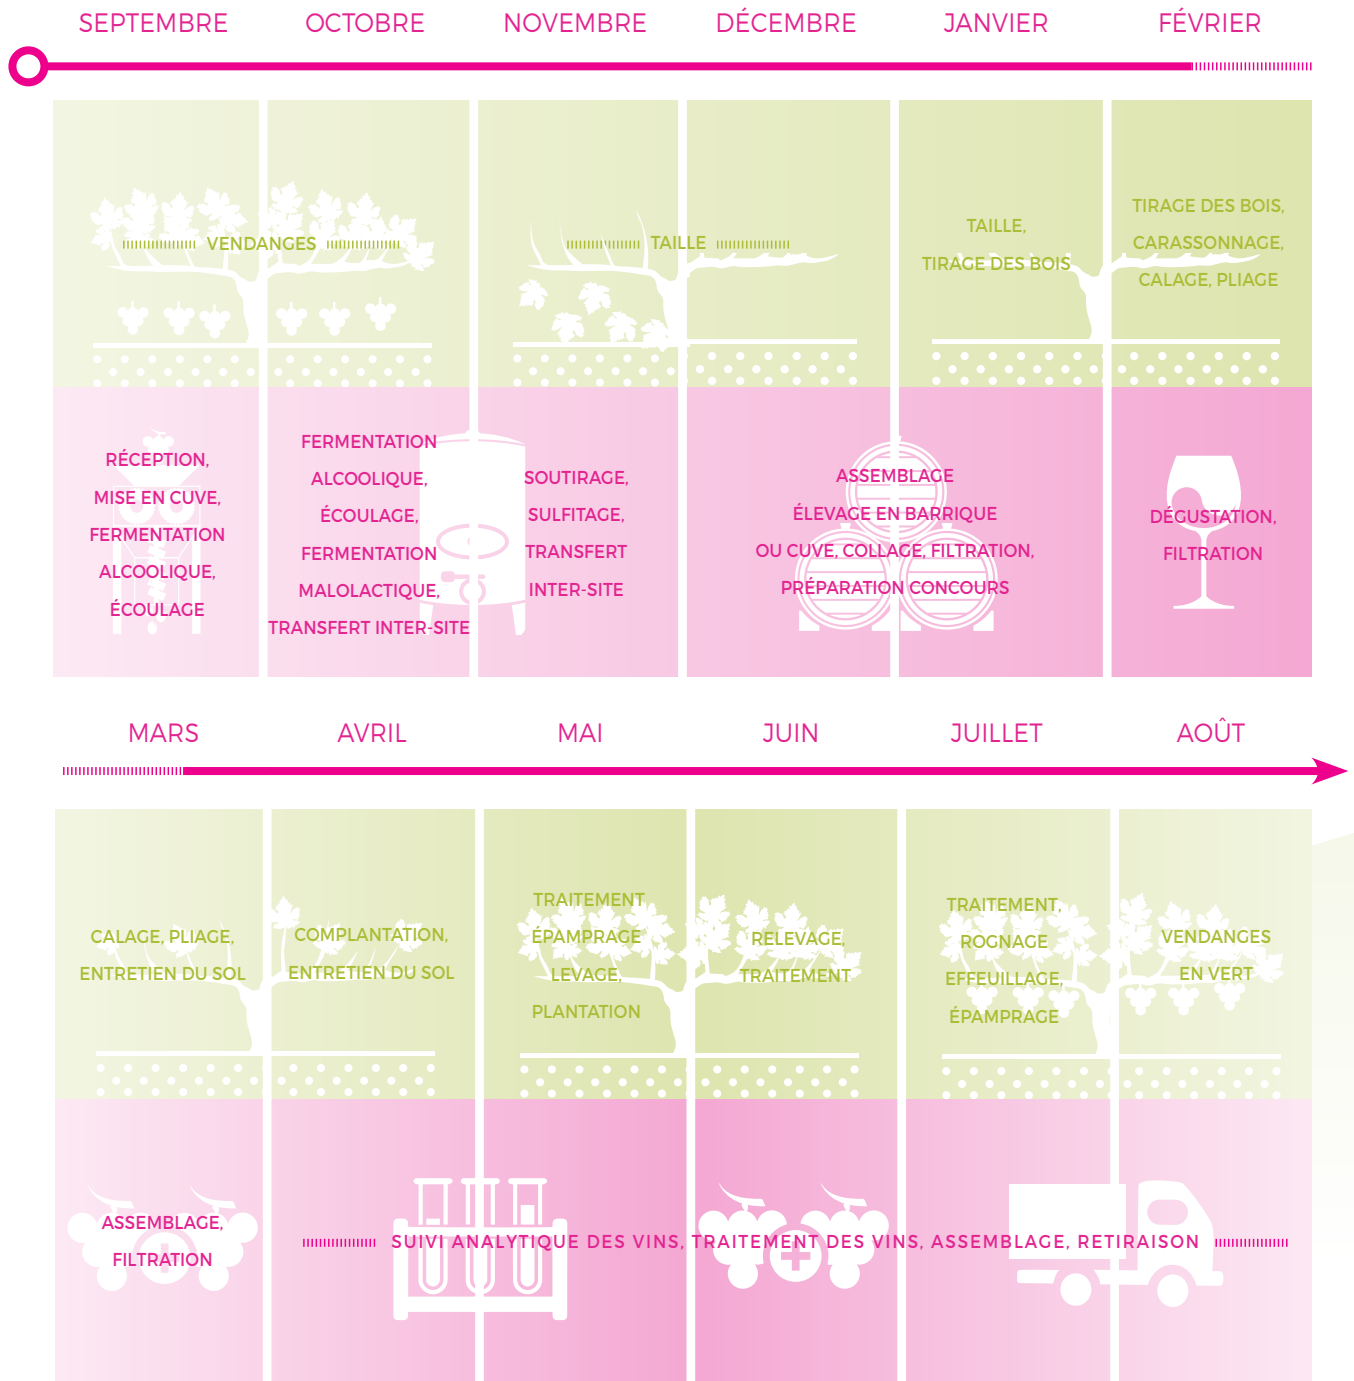 SEPTEMBRE
OCTOBRE
NOVEMBRE
DÉCEMBRE
JANVIER
FÉVRIER
VENDANGES
TAILLE
TAILLE,
TIRAGE DES BOIS
TIRAGE DES BOIS,
CARASSONNAGE,
CALAGE, PLIAGE
RÉCEPTION,
MISE EN CUVE,
FERMENTATION
ALCOOLIQUE,
ÉCOULAGE
FERMENTATION
ALCOOLIQUE,
ÉCOULAGE,
FERMENTATION
MALOLACTIQUE,
TRANSFERT INTER-SITE
SOUTIRAGE,
SULFITAGE,
TRANSFERT
INTER-SITE
ASSEMBLAGE
ÉLEVAGE EN BARRIQUE
OU CUVE, COLLAGE, FILTRATION,
PRÉPARATION CONCOURS
DÉGUSTATION,
FILTRATION
MARS
AVRIL
MAI
JUIN
JUILLET
AOÛT
CALAGE, PLIAGE,
ENTRETIEN DU SOL
COMPLANTATION,
ENTRETIEN DU SOL
TRAITEMENT
ÉPAMPRAGE
LEVAGE,
PLANTATION
RELEVAGE,
TRAITEMENT
TRAITEMENT,
ROGNAGE
EFFEUILLAGE,
ÉPAMPRAGE
VENDANGES
EN VERT
ASSEMBLAGE,
FILTRATION
SUIVI ANALYTIQUE DES VINS, TRAITEMENT DES VINS, ASSEMBLAGE, RETIRAISON